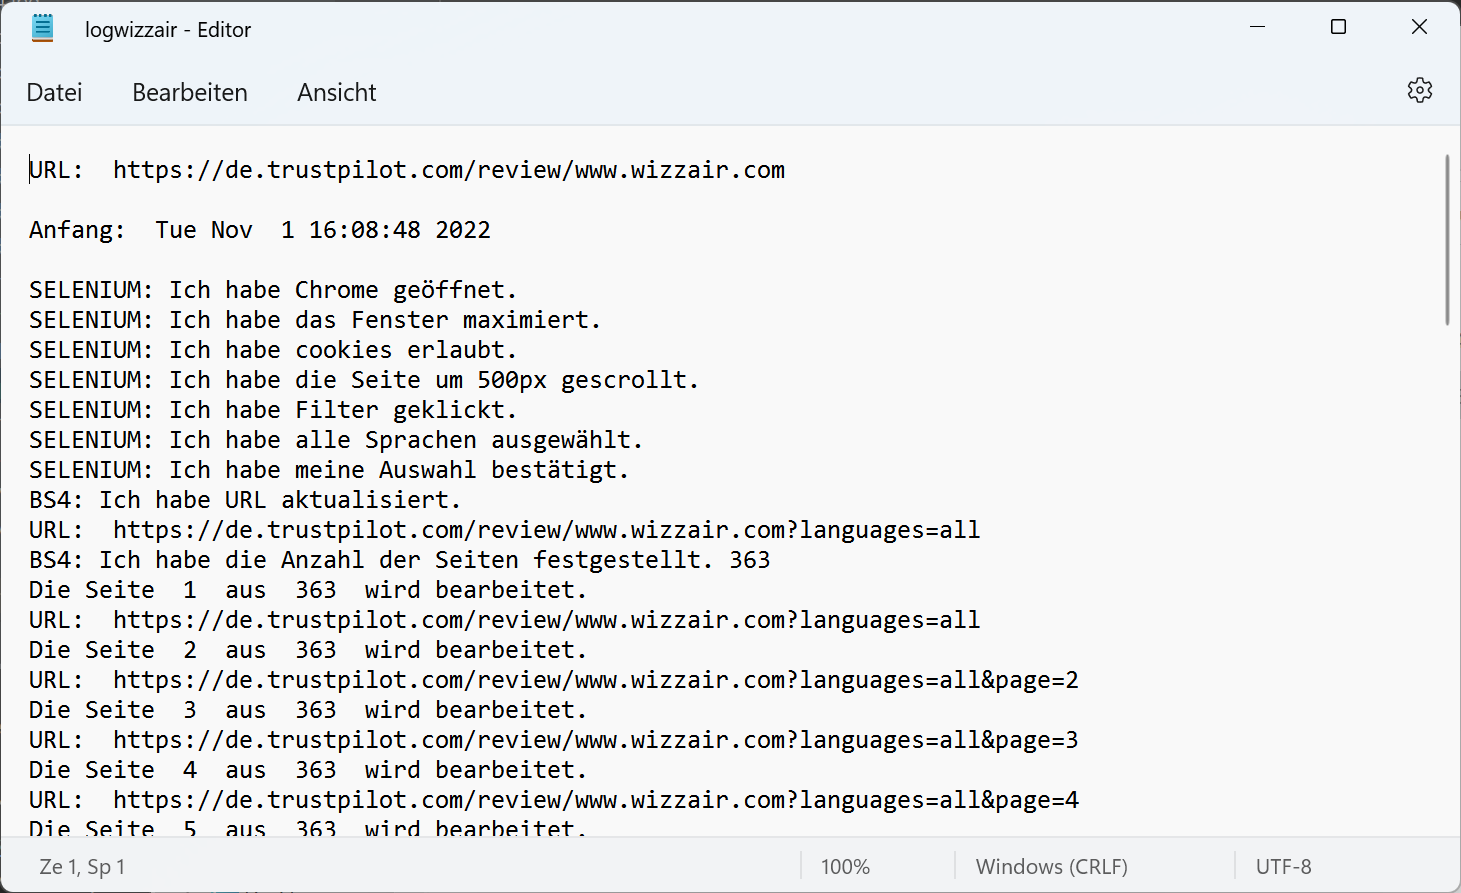 logwizzair - Editor
Datei Bearbeiten Ansicht
URL:  https://de.trustpilot.com/review/www.wizzair.com
Anfang:  Tue Nov  1 16:08:48 2022
SELENIUM: Ich habe Chrome geöffnet.
SELENIUM: Ich habe das Fenster maximiert.
SELENIUM: Ich habe cookies erlaubt.
SELENIUM: Ich habe die Seite um 500px gescrollt.
SELENIUM: Ich habe Filter geklickt.
SELENIUM: Ich habe alle Sprachen ausgewählt.
SELENIUM: Ich habe meine Auswahl bestätigt.
BS4: Ich habe URL aktualisiert.
URL:  https://de.trustpilot.com/review/www.wizzair.com?languages=all
BS4: Ich habe die Anzahl der Seiten festgestellt. 363
Die Seite  1  aus  363  wird bearbeitet.
URL:  https://de.trustpilot.com/review/www.wizzair.com?languages=all
Die Seite  2  aus  363  wird bearbeitet.
URL:  https://de.trustpilot.com/review/www.wizzair.com?languages=all&page=2
Die Seite  3  aus  363  wird bearbeitet.
URL:  https://de.trustpilot.com/review/www.wizzair.com?languages=all&page=3
Die Seite  4  aus  363  wird bearbeitet.
URL:  https://de.trustpilot.com/review/www.wizzair.com?languages=all&page=4
Die Seite  5  aus  363  wird bearbeitet.
Ze 1, Sp 1 100% Windows (CRLF) UTF-8